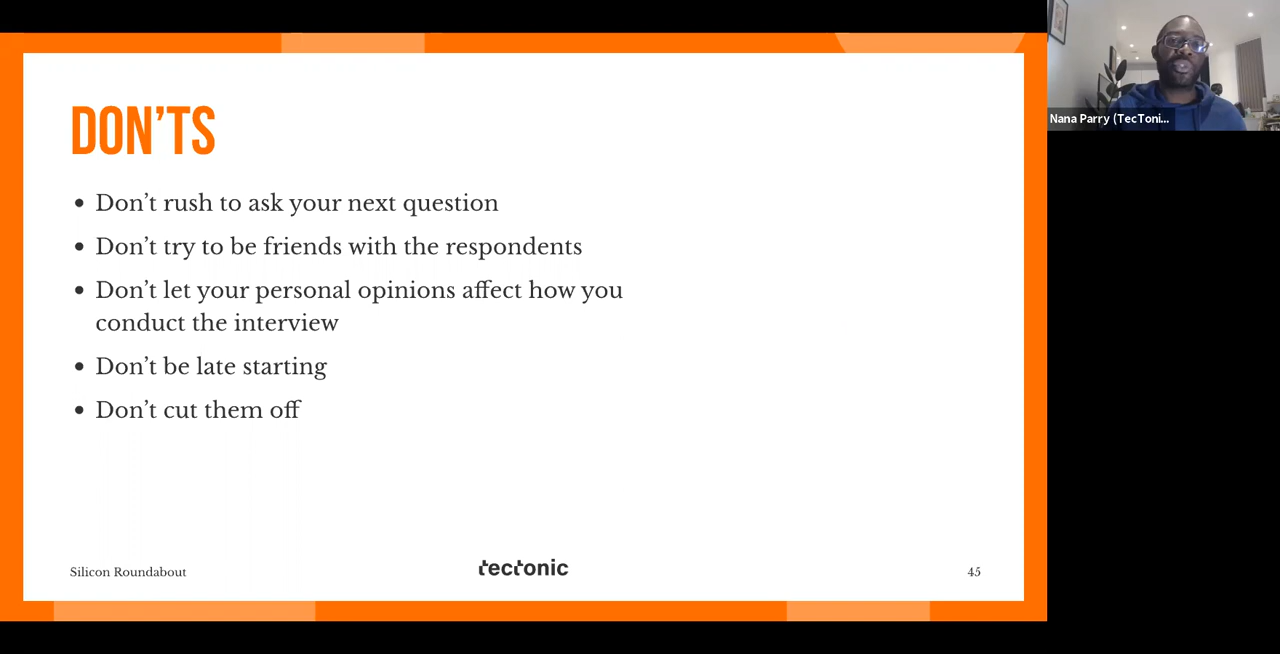 DON’TS
• Don’t rush to ask your next question
• Don’t try to be friends with the respondents
• Don’t let your personal opinions affect how you
conduct the interview
• Don’t be late starting
• Don’t cut them off
Silicon Roundabout
tectonic
45
Nana Parry (TecToni...